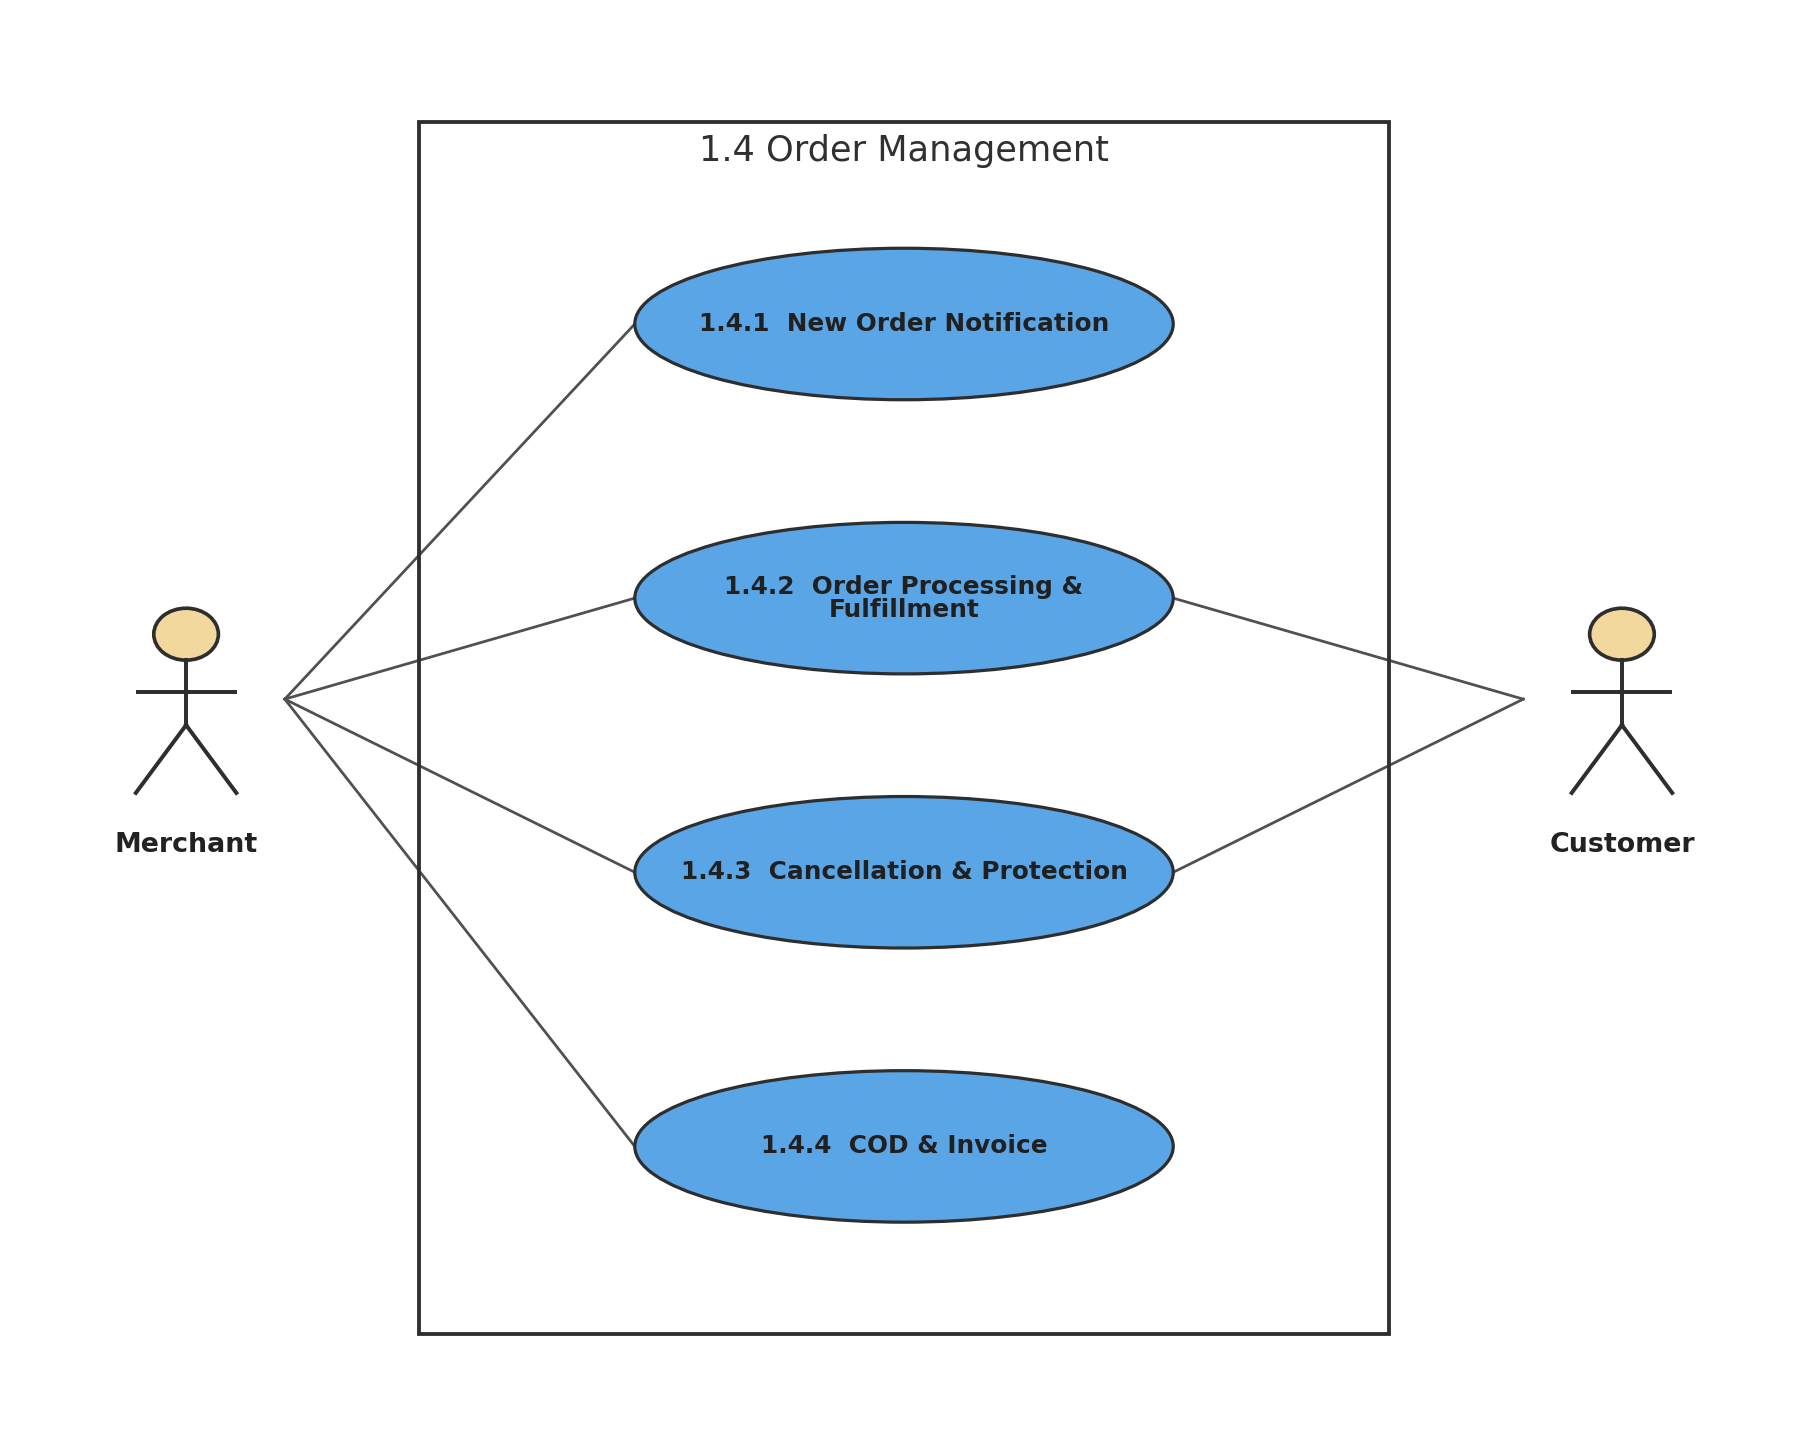 1.4 Order Management
1.4.1  New Order Notification
1.4.2  Order Processing &
Fulfillment
Merchant
Customer
1.4.3  Cancellation & Protection
1.4.4  COD & Invoice